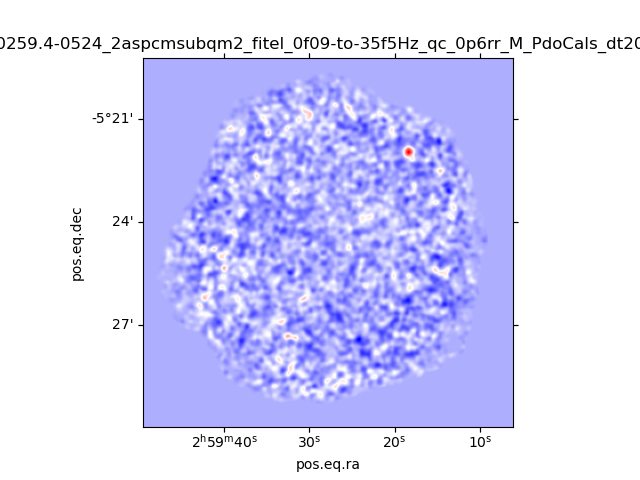 0259.4-0524_2aspcmsubqm2_fitel_0f09-to-35f5Hz_qc_0p6rr_M_PdoCals_dt20
-5°21'
24'
27'
pos.eq.dec
2ʰ59ᵐ40ˢ 30ˢ 20ˢ 10ˢ
pos.eq.ra